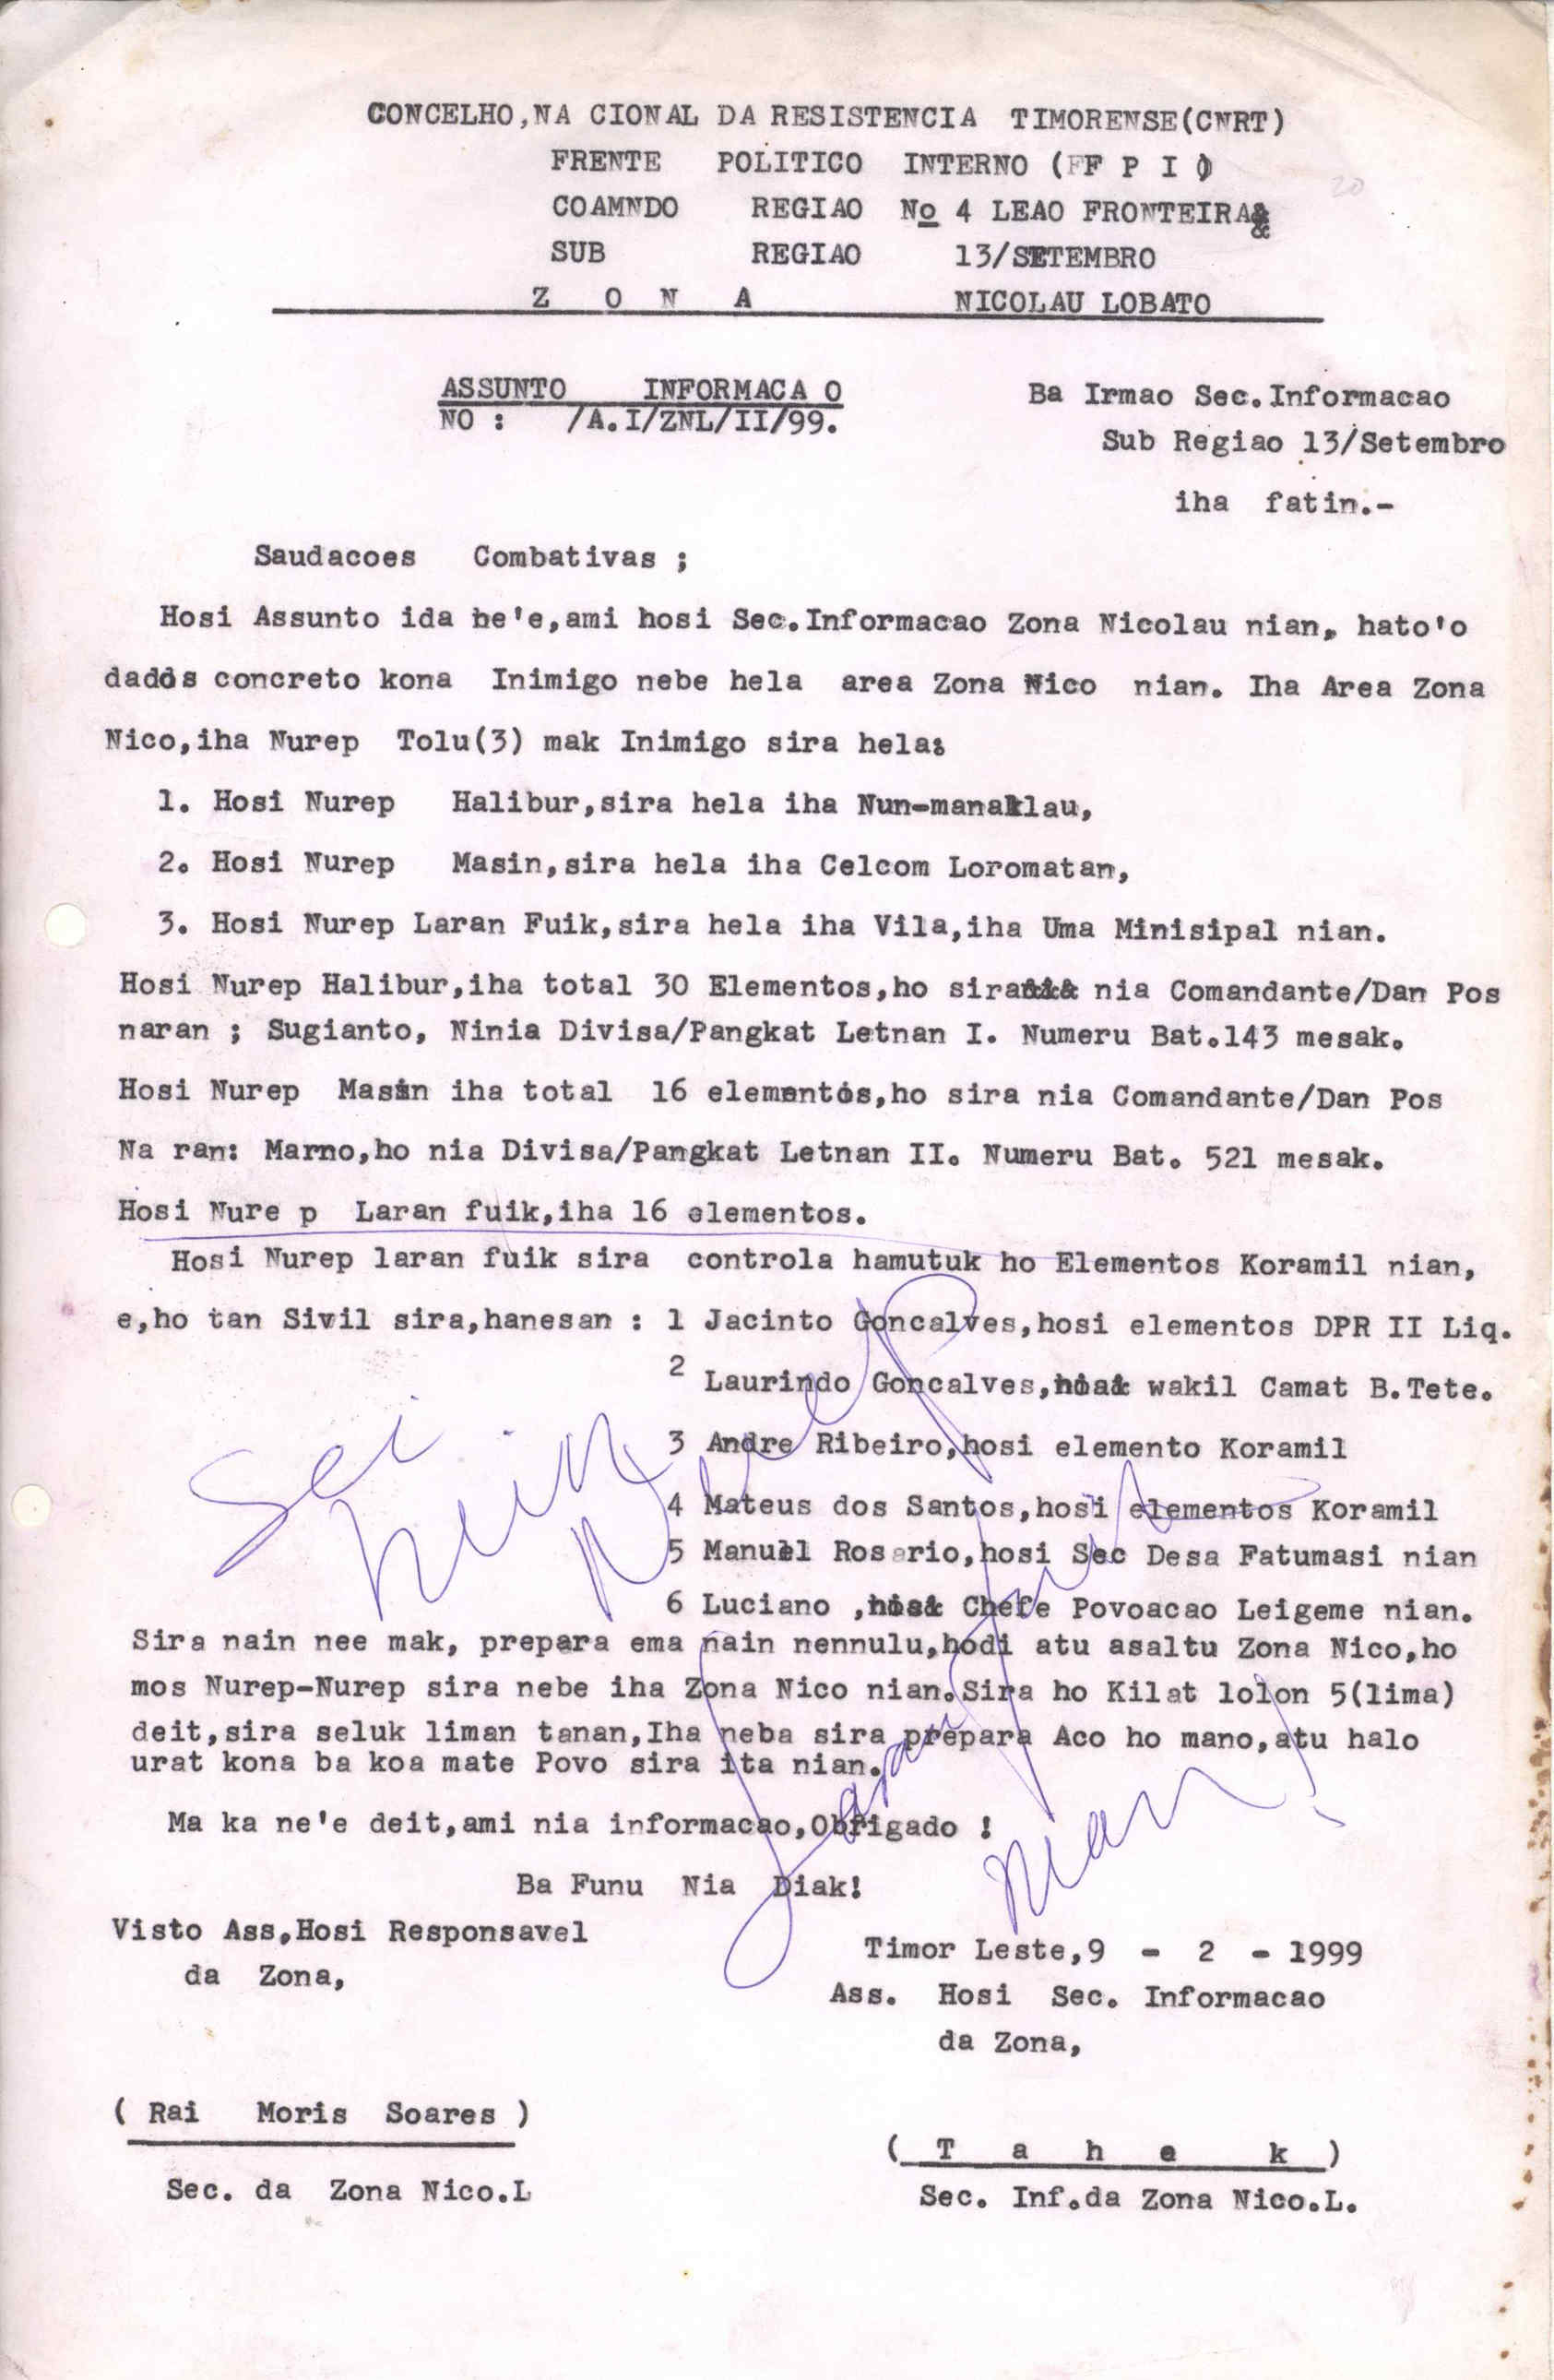 CONCELHO,NA CIONAL DA RESISTENCIA TIMORENSE(CNRT)
FRENTE POLITICO INTERNO (FF P I )
COAMNDO REGIAO No 4 LEAO FRONTEIRA&
SUB REGIAO 13/SETEMBRO
Z O N A NICOLAU LOBATO
ASSUNTO INFORMACA O
NO : /A.I/ZNL/II/99.
Ba Irmao Sec.Informacao
Sub Regiao 13/Setembro
iha fatin.-
Saudacoes Combativas ;
Hosi Assunto ida ne'e,ami hosi Sec.Informacao Zona Nicolau nian, hato'o
dados concreto kona Inimigo nebe hela area Zona Nico nian. Iha Area Zona
Nico,iha Nurep Tolu(3) mak Inimigo sira hela:
1. Hosi Nurep Halibur,sira hela iha Nun-manaklau,
2. Hosi Nurep Masin,sira hela iha Celcom Loromatan,
3. Hosi Nurep Laran Fuik,sira hela iha Vila,iha Uma Minisipal nian.
Hosi Nurep Halibur,iha total 30 Elementos,ho sira nia Comandante/Dan Pos
naran ; Sugianto, Ninia Divisa/Pangkat Letnan I. Numeru Bat.143 mesak.
Hosi Nurep Masin iha total 16 elementos,ho sira nia Comandante/Dan Pos
Na ran: Marno,ho nia Divisa/Pangkat Letnan II. Numeru Bat. 521 mesak.
Hosi Nure p Laran fuik,iha 16 elementos.
Hosi Nurep laran fuik sira controla hamutuk ho Elementos Koramil nian,
e,ho tan Sivil sira,hanesan : 1 Jacinto Goncalves,hosi elementos DPR II Liq.
2 Laurindo Goncalves, wakil Camat B.Tete.
3 Andre Ribeiro,hosi elemento Koramil
4 Mateus dos Santos,hosi elementos Koramil
5 Manuel Rosario,hosi Sec Desa Fatumasi nian
6 Luciano , Chefe Povoacao Leigeme nian.
Sira nain nee mak, prepara ema nain nennulu,hodi atu asaltu Zona Nico,ho
mos Nurep-Nurep sira nebe iha Zona Nico nian.Sira ho Kilat lolon 5(lima)
deit,sira seluk liman tanan,Iha neba sira prepara Aco ho mano,atu halo
urat kona ba koa mate Povo sira ita nian.
Ma ka ne'e deit,ami nia informacao,Obrigado !
Ba Funu Nia Diak!
Sei hein Nurep Laran fuik nian!
Visto Ass,Hosi Responsavel
da Zona,
Timor Leste,9 - 2 - 1999
Ass. Hosi Sec. Informacao
da Zona,
( Rai Moris Soares )
Sec. da Zona Nico.L
( T a h e k )
Sec. Inf.da Zona Nico.L.